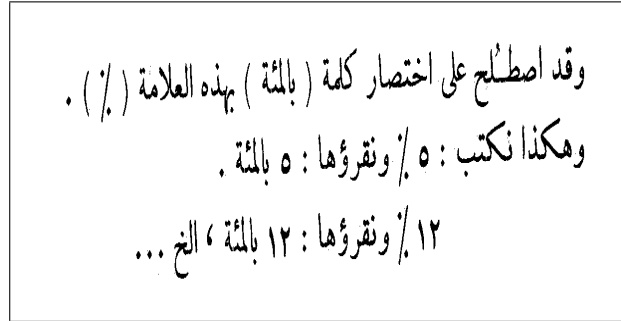 وقد اصطُلح على اختصار كلمة ( بالمئة ) بهذه العلامة ( ٪ ) .
وهكذا نكتب : ٥ ٪ ونقرؤها : ٥ بالمئة .
١٢ ٪ ونقرؤها : ١٢ بالمئة ، الخ ...